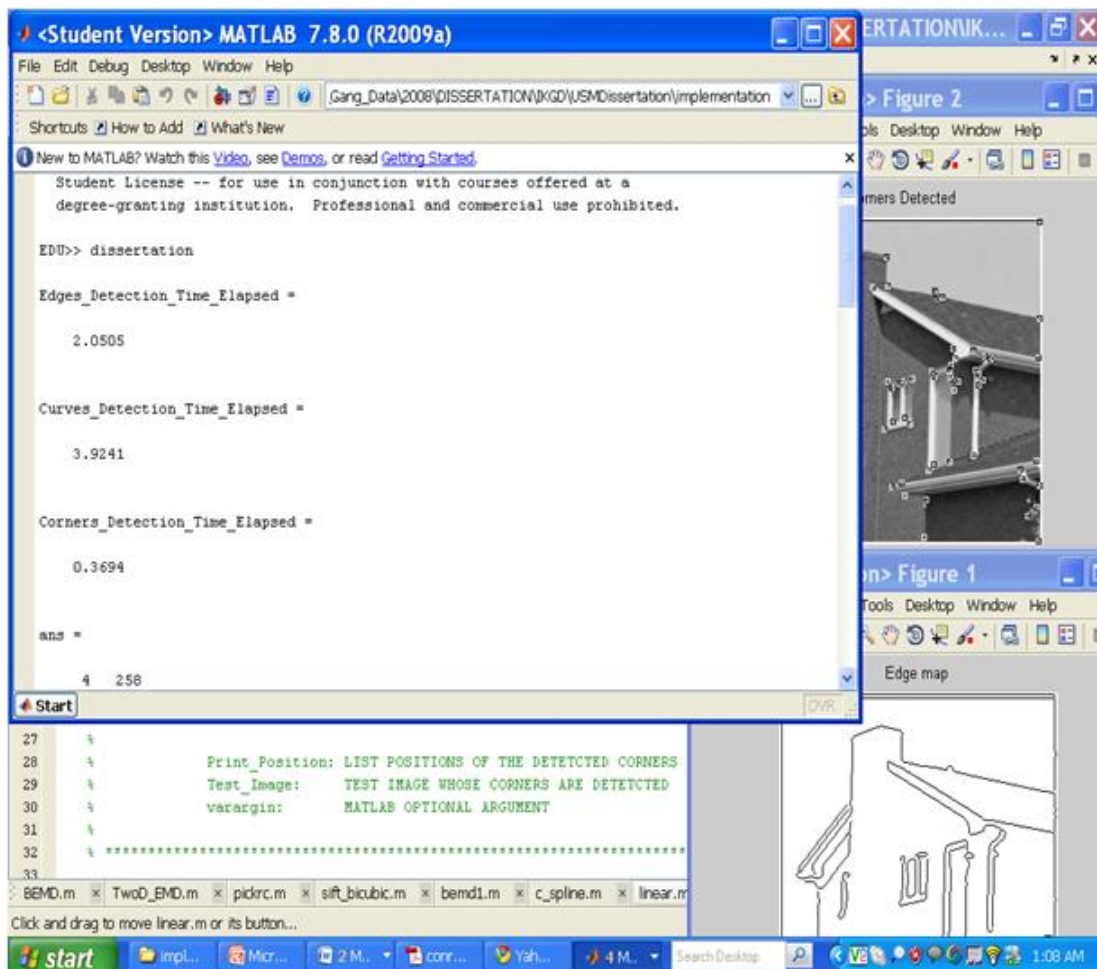 <Student Version> MATLAB 7.8.0 (R2009a)
File Edit Debug Desktop Window Help
Gang_Data\2008\DISSERTATION\IKGD\USMDissertation\implementation
Shortcuts How to Add What's New
New to MATLAB? Watch this Video, see Demos, or read Getting Started.
Student License -- for use in conjunction with courses offered at a
degree-granting institution. Professional and commercial use prohibited.
EDU>> dissertation
Edges_Detection_Time_Elapsed =
2.0505
Curves_Detection_Time_Elapsed =
3.9241
Corners_Detection_Time_Elapsed =
0.3694
ans =
4 258
Start
OVR
ERTATION\IK...
> Figure 2
ols Desktop Window Help
rners Detected
on> Figure 1
Tools Desktop Window Help
Edge map
27 %
28 % Print_Position: LIST POSITIONS OF THE DETETCTED CORNERS
29 % Test_Image: TEST IMAGE WHOSE CORNERS ARE DETETCTED
30 % varargin: MATLAB OPTIONAL ARGUMENT
31 %
32 % ************************************************************************
33
BEMD.m TwoD_EMD.m pickrc.m sift_bicubic.m bemd1.m c_spline.m linear.m
Click and drag to move linear.m or its button...
start impl... Micr... 2 M.. conr... Yah... 4 M.. Search Desktop 1:08 AM